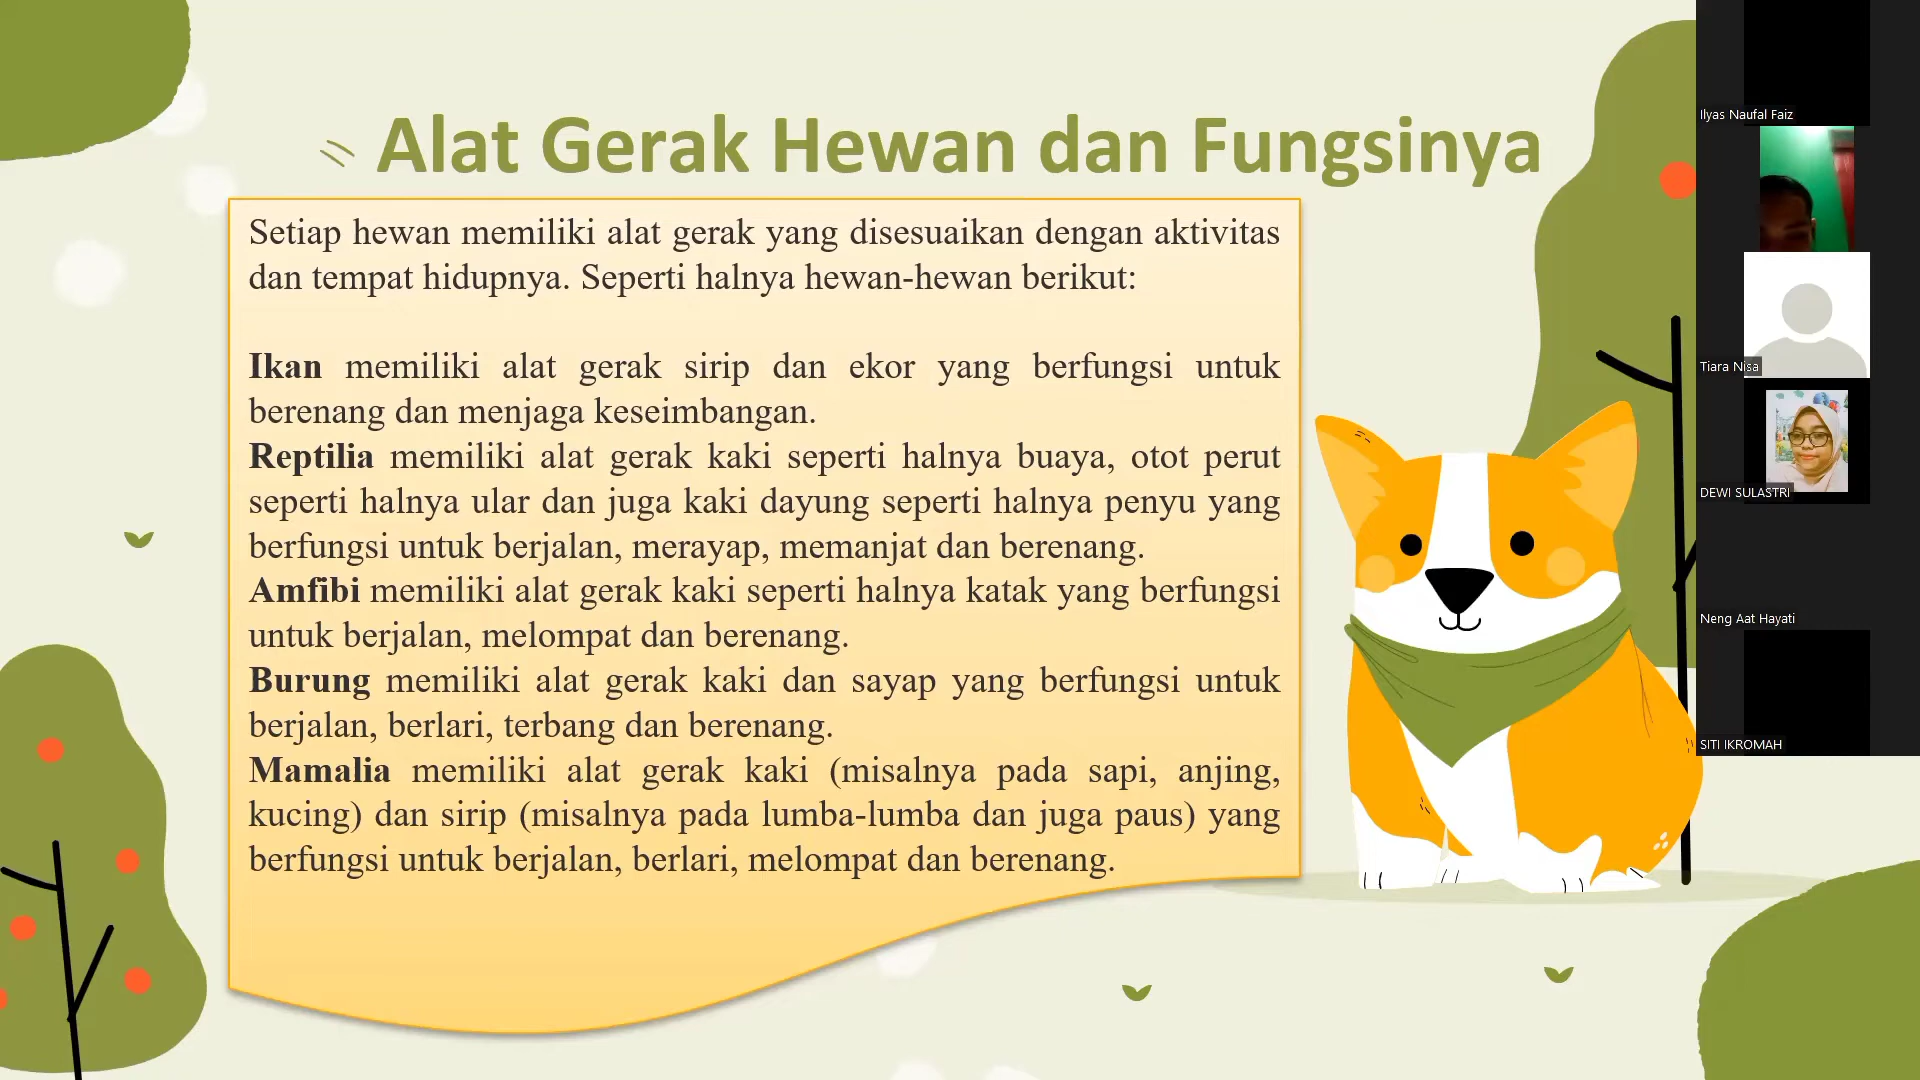 Alat Gerak Hewan dan Fungsinya
Setiap hewan memiliki alat gerak yang disesuaikan dengan aktivitas
dan tempat hidupnya. Seperti halnya hewan-hewan berikut:
Ikan memiliki alat gerak sirip dan ekor yang berfungsi untuk
berenang dan menjaga keseimbangan.
Reptilia memiliki alat gerak kaki seperti halnya buaya, otot perut
seperti halnya ular dan juga kaki dayung seperti halnya penyu yang
berfungsi untuk berjalan, merayap, memanjat dan berenang.
Amfibi memiliki alat gerak kaki seperti halnya katak yang berfungsi
untuk berjalan, melompat dan berenang.
Burung memiliki alat gerak kaki dan sayap yang berfungsi untuk
berjalan, berlari, terbang dan berenang.
Mamalia memiliki alat gerak kaki (misalnya pada sapi, anjing,
kucing) dan sirip (misalnya pada lumba-lumba dan juga paus) yang
berfungsi untuk berjalan, berlari, melompat dan berenang.
Ilyas Naufal Faiz
Tiara Nisa
DEWI SULASTRI
Neng Aat Hayati
SITI IKROMAH